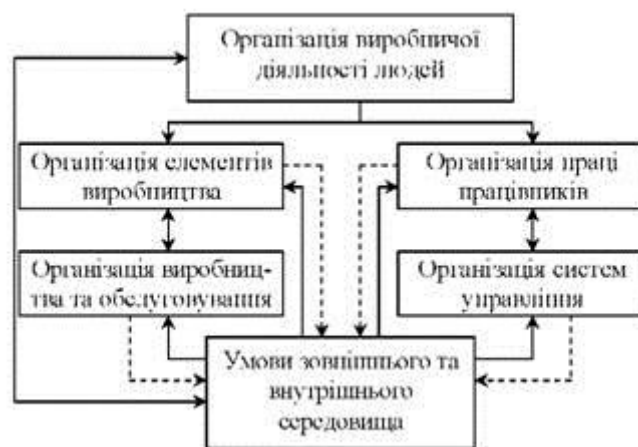 Організація виробничої
діяльності людей
Організація елементів
виробництва
Організація праці
працівників
Організація виробниц-
тва та обслуговування
Організація систем
управління
Умови зовнішнього та
внутрішнього
середовища